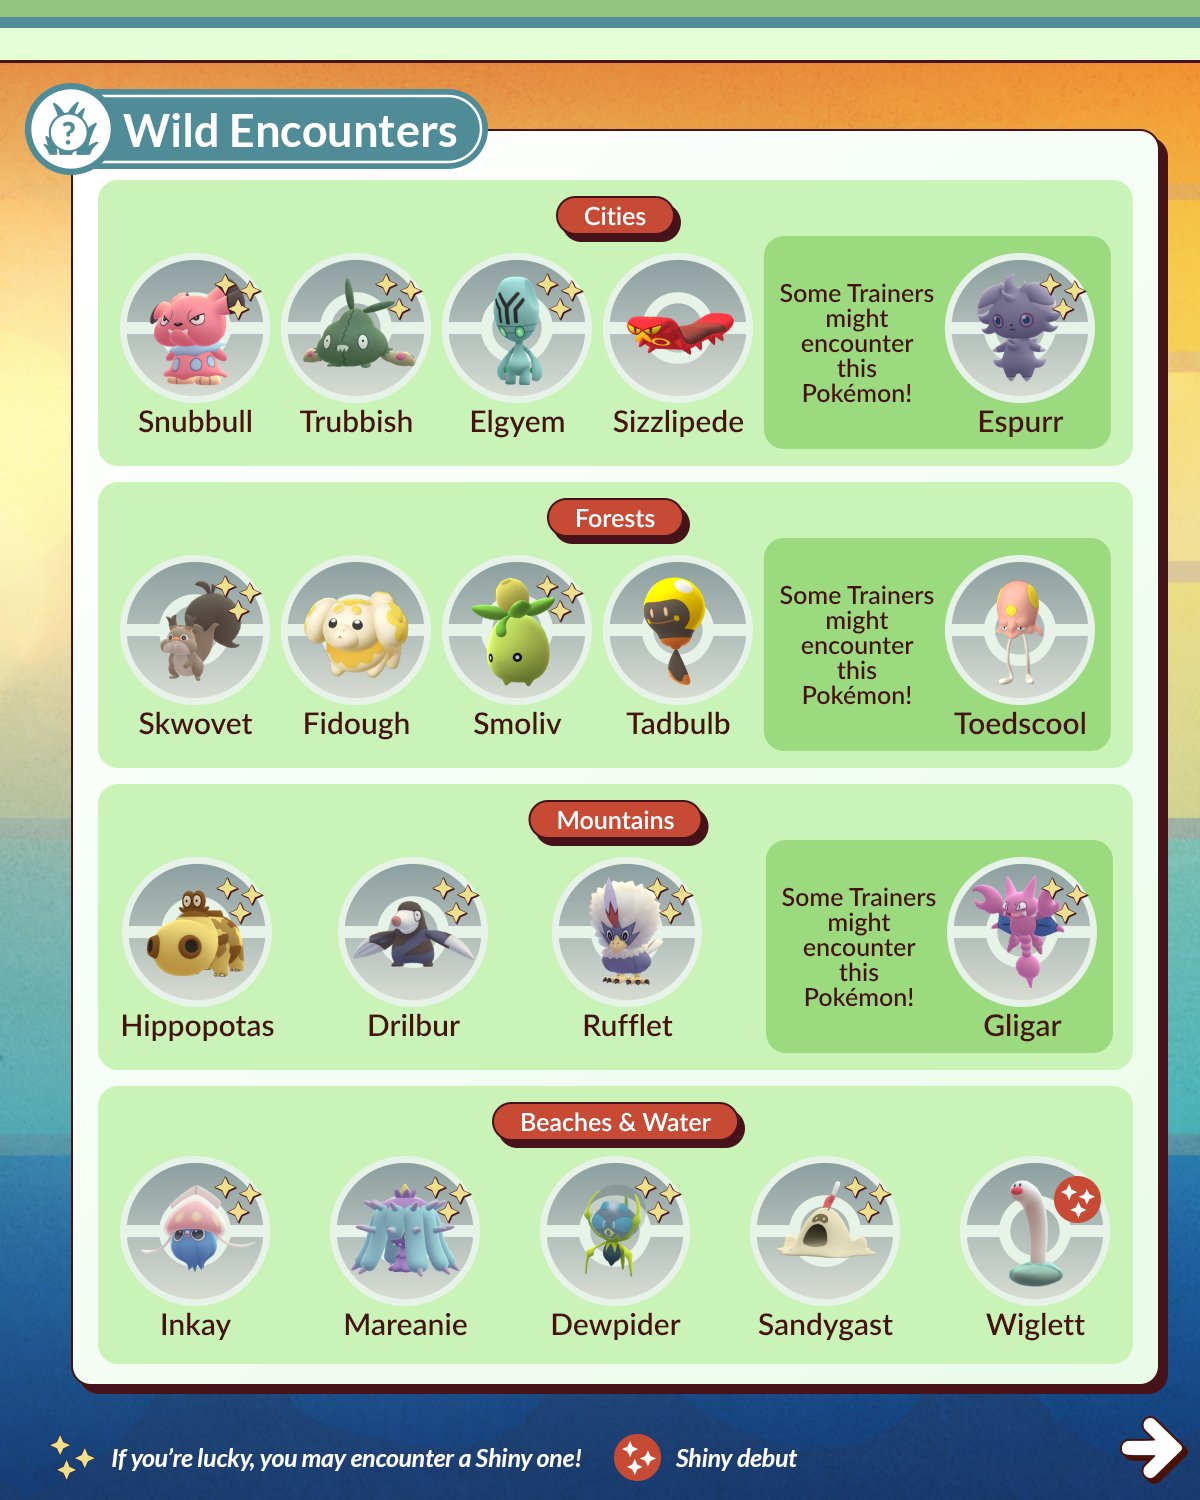 ?
Wild Encounters
Cities
Some Trainers
might
encounter
this
Pokémon!
Snubbull
Trubbish
Elgyem
Sizzlipede
Espurr
Forests
Some Trainers
might
encounter
this
Pokémon!
Skwovet
Fidough
Smoliv
Tadbulb
Toedscool
Mountains
Some Trainers
might
encounter
this
Pokémon!
Hippopotas
Drilbur
Rufflet
Gligar
Beaches & Water
Inkay
Mareanie
Dewpider
Sandygast
Wiglett
If you’re lucky, you may encounter a Shiny one!
Shiny debut